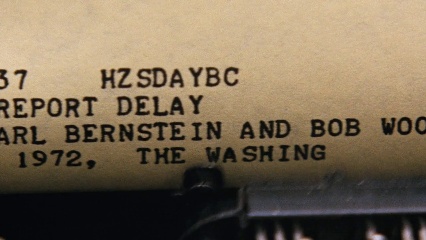 37 HZSDAYBC
REPORT DELAY
ARL BERNSTEIN AND BOB WOO
1972, THE WASHING